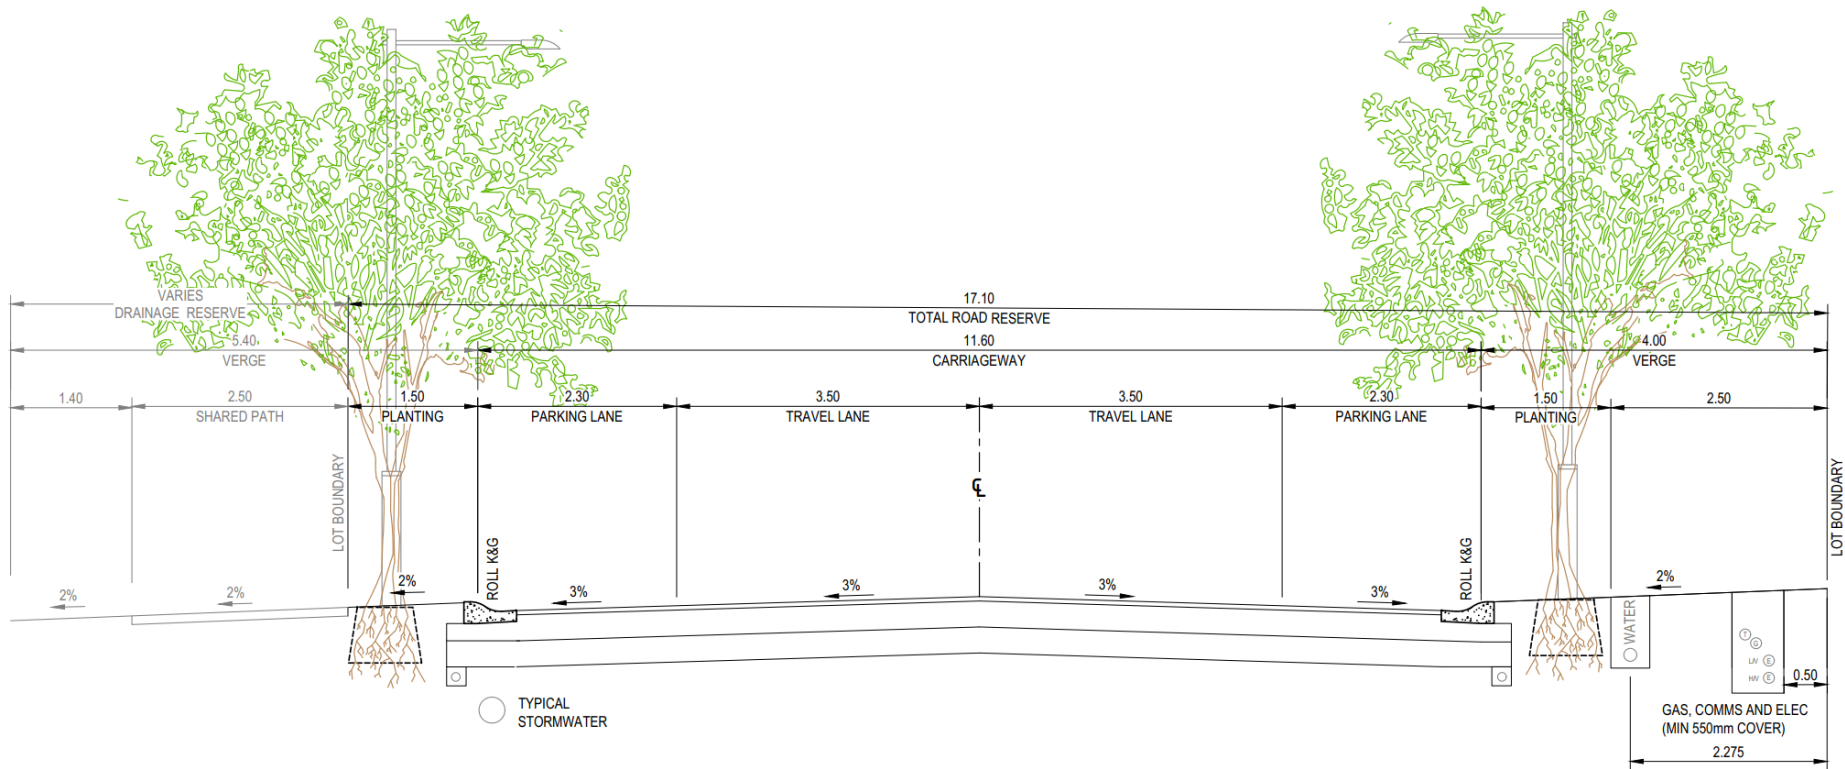 VARIES
DRAINAGE RESERVE
17.10
TOTAL ROAD RESERVE
5.40
VERGE
11.60
CARRIAGEWAY
4.00
VERGE
1.40
2.50
SHARED PATH
1.50
PLANTING
2.30
PARKING LANE
3.50
TRAVEL LANE
3.50
TRAVEL LANE
2.30
PARKING LANE
1.50
PLANTING
2.50
LOT BOUNDARY
ROLL K&G
CL
ROLL K&G
LOT BOUNDARY
2%
2%
2%
3%
3%
3%
3%
2%
WATER
T
G
LIV E
HIV E
0.50
TYPICAL
STORMWATER
GAS, COMMS AND ELEC
(MIN 550mm COVER)
2.275